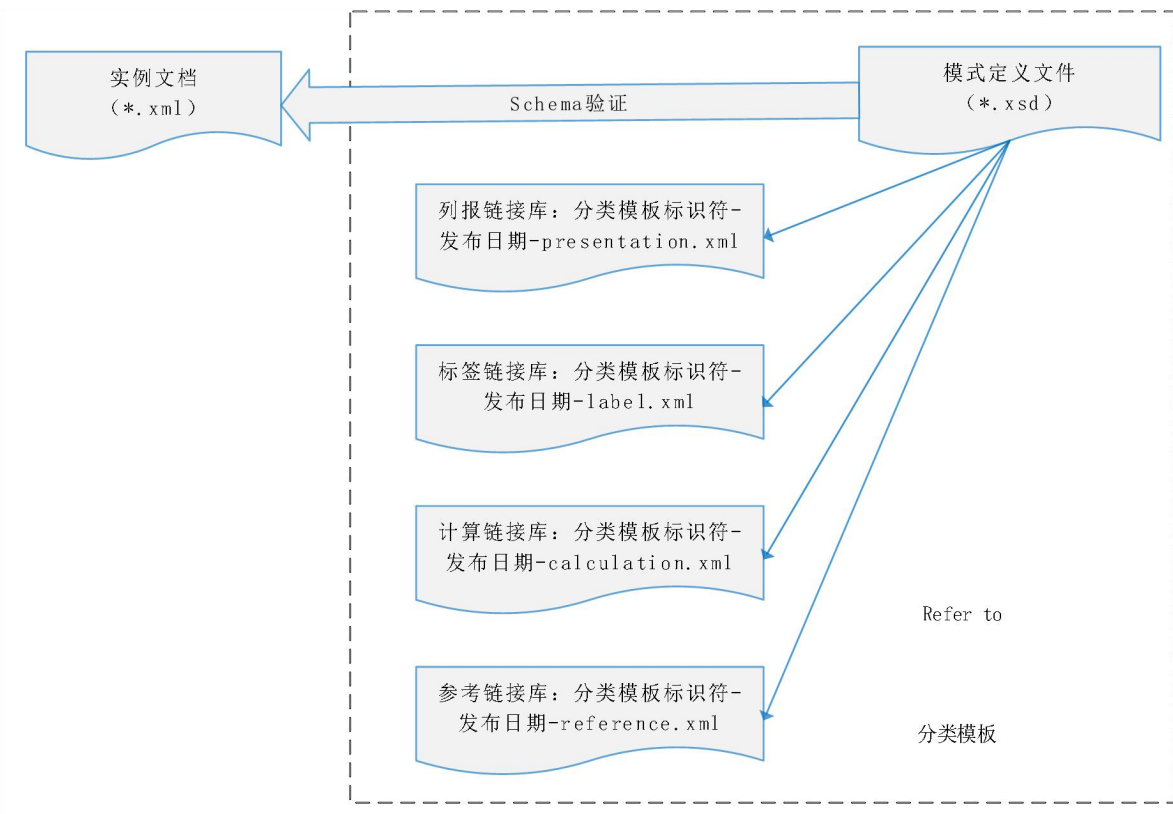 实例文档
（*.xml）
Schema验证
模式定义文件
（*.xsd）
列报链接库：分类模板标识符-
发布日期-presentation.xml
标签链接库：分类模板标识符-
发布日期-label.xml
计算链接库：分类模板标识符-
发布日期-calculation.xml
Refer to
参考链接库：分类模板标识符-
发布日期-reference.xml
分类模板